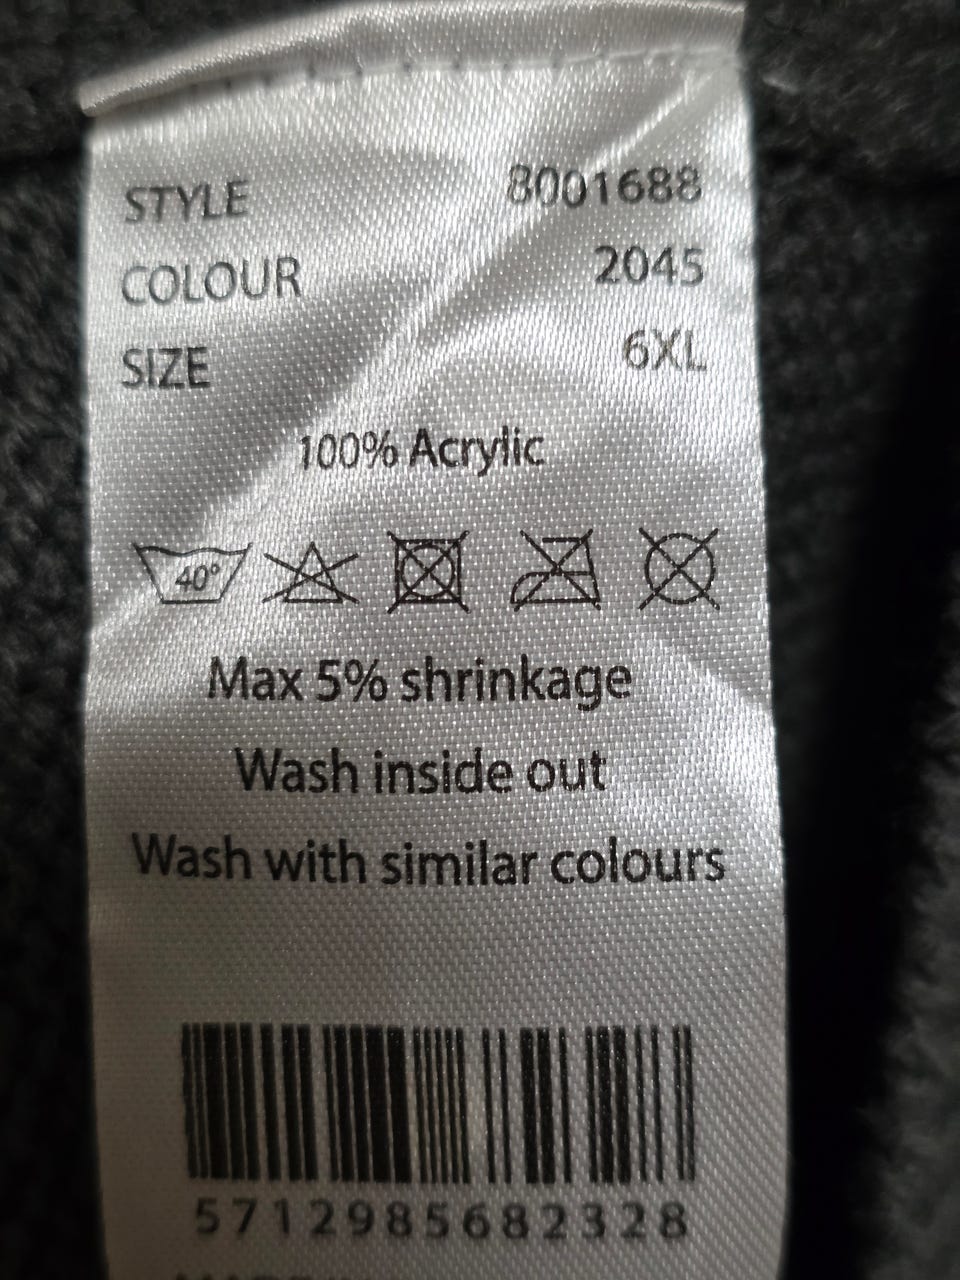 STYLE 8001688
COLOUR 2045
SIZE 6XL
100% Acrylic
40°
Max 5% shrinkage
Wash inside out
Wash with similar colours
5712985682328